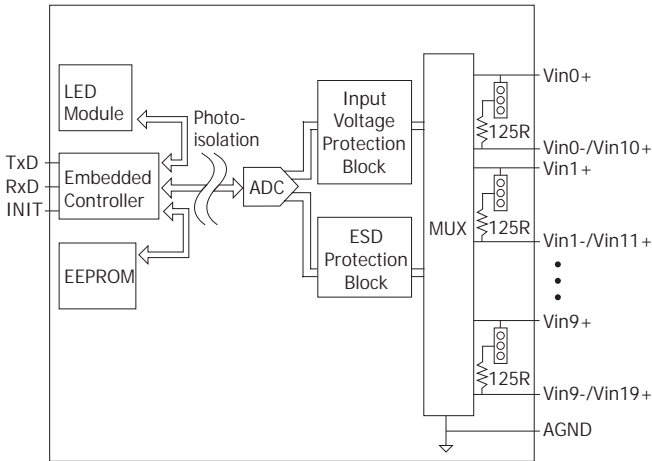 LED
Module
Photo-
isolation
TxD
RxD
INIT
Embedded
Controller
EEPROM
ADC
Input
Voltage
Protection
Block
ESD
Protection
Block
MUX
Vin0+
125R
Vin0-/Vin10+
Vin1+
125R
Vin1-/Vin11+
Vin9+
125R
Vin9-/Vin19+
AGND